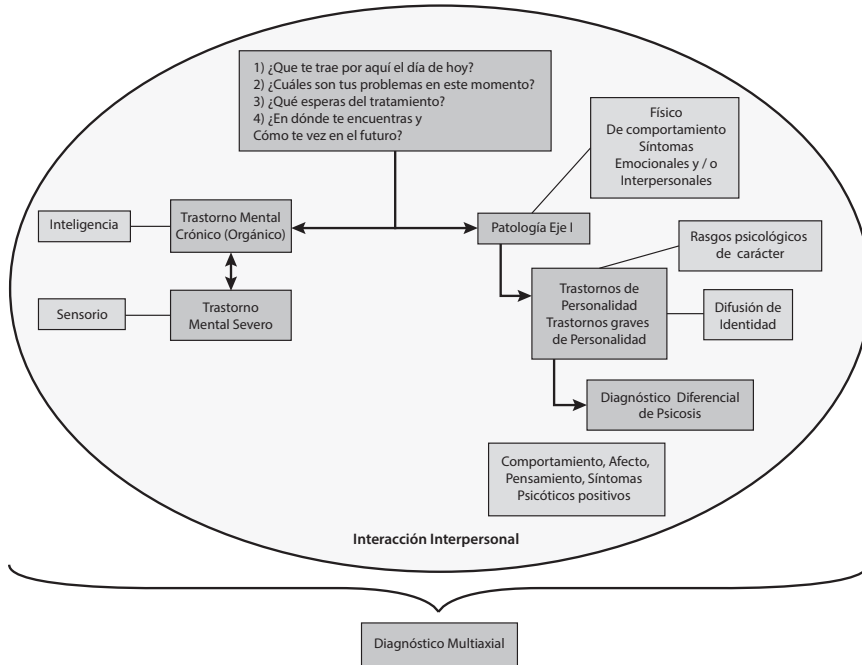 1) ¿Que te trae por aquí el día de hoy?
2) ¿Cuáles son tus problemas en este momento?
3) ¿Qué esperas del tratamiento?
4) ¿En dónde te encuentras y
Cómo te vez en el futuro?
Físico
De comportamiento
Síntomas
Emocionales y / o
Interpersonales
Inteligencia
Trastorno Mental
Crónico (Orgánico)
Patología Eje I
Rasgos psicológicos
de carácter
Sensorio
Trastorno
Mental Severo
Trastornos de
Personalidad
Trastornos graves
de Personalidad
Difusión de
Identidad
Diagnóstico Diferencial
de Psicosis
Comportamiento, Afecto,
Pensamiento, Síntomas
Psicóticos positivos
Interacción Interpersonal
Diagnóstico Multiaxial